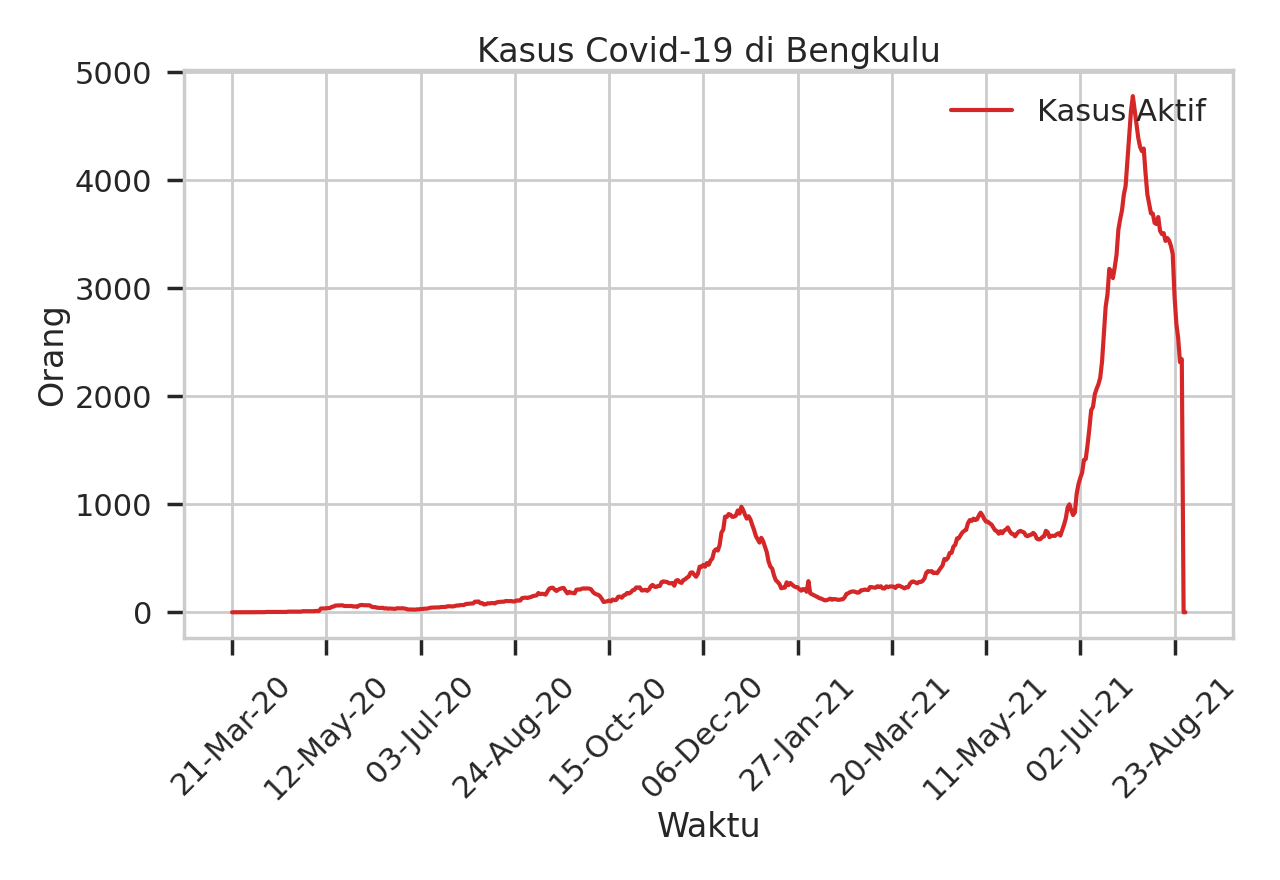 Kasus Covid-19 di Bengkulu
Kasus Aktif
5000
4000
3000
2000
1000
0
Orang
21-Mar-20
12-May-20
03-Jul-20
24-Aug-20
15-Oct-20
06-Dec-20
27-Jan-21
20-Mar-21
11-May-21
02-Jul-21
23-Aug-21
Waktu